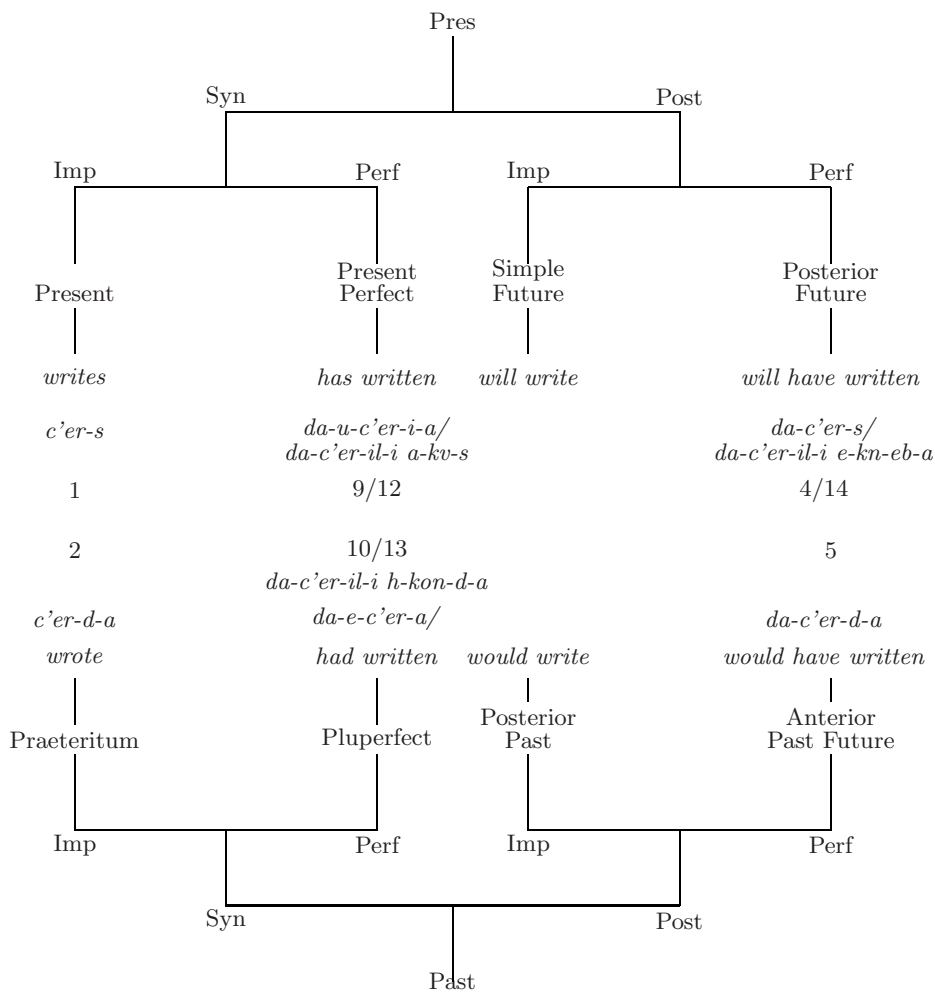 Pres
Syn Post
Imp Perf Imp Perf
Present Simple Posterior
Present Perfect Future Future
writes has written will write will have written
c'er-s da-u-c'er-i-a/ da-c'er-s/
da-c'er-il-i a-kv-s da-c'er-il-i e-kn-eb-a
1 9/12 4/14
2 10/13 5
da-c'er-il-i h-kon-d-a
c'er-d-a da-e-c'er-a/ da-c'er-d-a
wrote had written would write would have written
Posterior Anterior
Praeteritum Pluperfect Past Past Future
Imp Perf Imp Perf
Syn Post
Past